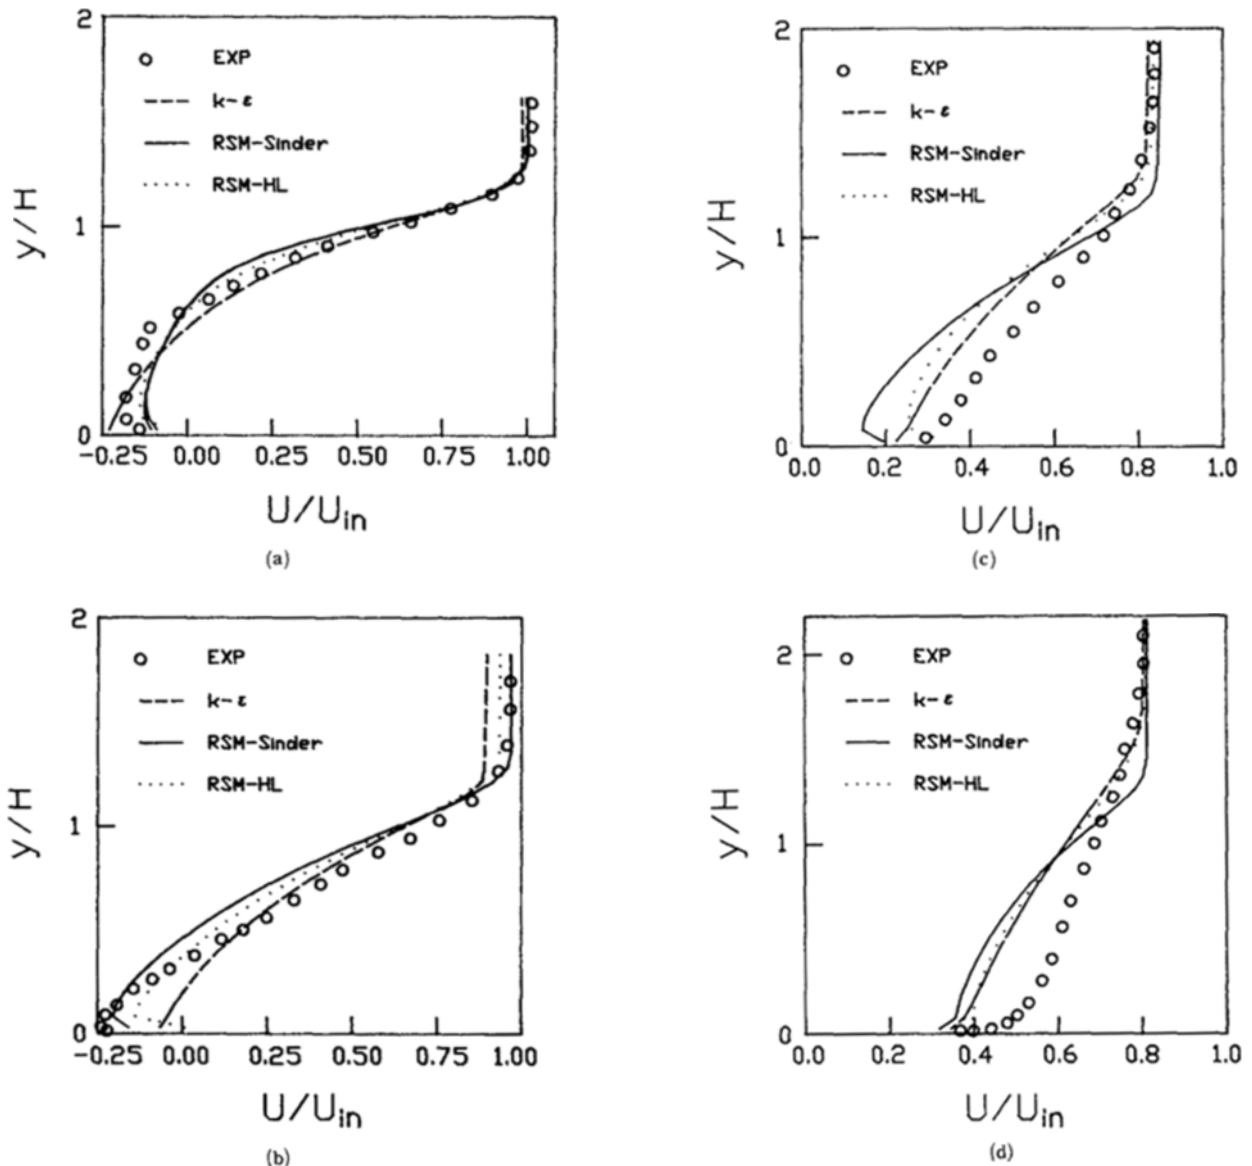 2
EXP
k-ε
RSM-Sinder
RSM-HL
y/H
1
0
-0.25 0.00 0.25 0.50 0.75 1.00
U/Uin
(a)
2
EXP
k-ε
RSM-Sinder
RSM-HL
y/H
1
0
0.0 0.2 0.4 0.6 0.8 1.0
U/Uin
(c)
2
EXP
k-ε
RSM-Sinder
RSM-HL
y/H
1
0
-0.25 0.00 0.25 0.50 0.75 1.00
U/Uin
(b)
2
EXP
k-ε
RSM-Sinder
RSM-HL
y/H
1
0
0.0 0.2 0.4 0.6 0.8 1.0
U/Uin
(d)